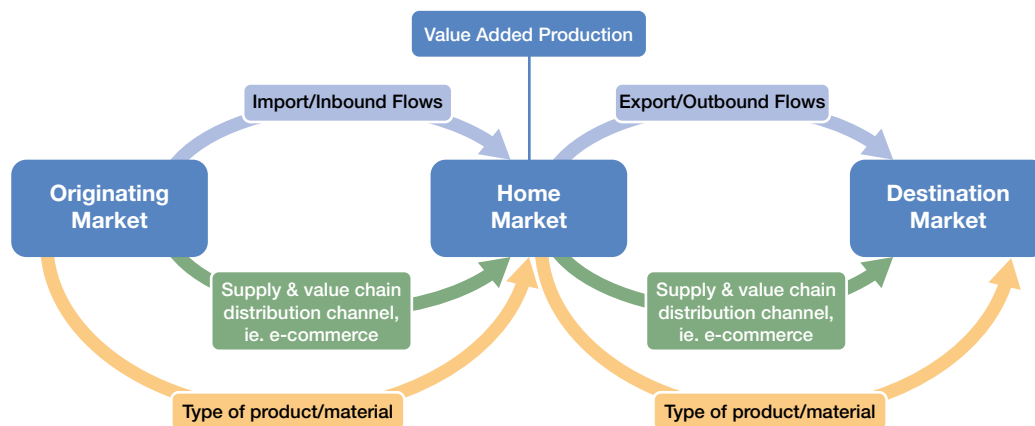 Value Added Production
Import/Inbound Flows
Export/Outbound Flows
Originating
Market
Home
Market
Destination
Market
Supply & value chain
distribution channel,
ie. e-commerce
Supply & value chain
distribution channel,
ie. e-commerce
Type of product/material
Type of product/material